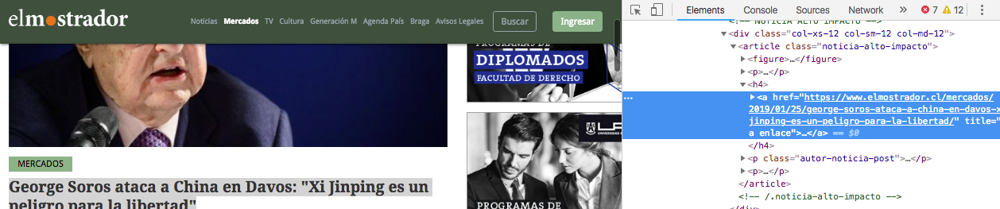 elmostrador
Noticias Mercados TV Cultura Generación M Agenda País Braga Avisos Legales Buscar Ingresar
PROGRAMAS DE
DIPLOMADOS
FACULTAD DE DERECHO
MERCADOS
George Soros ataca a China en Davos: "Xi Jinping es un
peligro para la libertad"
PROGRAMAS DE
Elements Console Sources Network » 7 12
<!-- NOTICIA ALTO IMPACTO -->
▼<div class="col-xs-12 col-sm-12 col-md-12">
▼<article class="noticia-alto-impacto">
▶<figure>…</figure>
▶<p>…</p>
▼<h4>
… ▶<a href="https://www.elmostrador.cl/mercados/
2019/01/25/george-soros-ataca-a-china-en-davos-x
jinping-es-un-peligro-para-la-libertad/" title="
a enlace">…</a> == $0
</h4>
▶<p class="autor-noticia-post">…</p>
▶<p>…</p>
</article>
<!-- /.noticia-alto-impacto -->
</div>